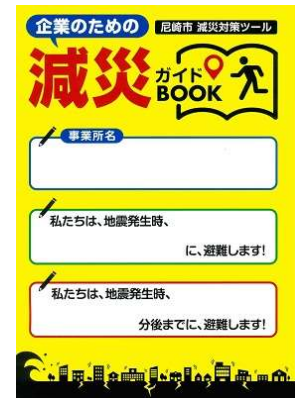 企業のための
尼崎市 減災対策ツール
減災
ガイド
BOOK
事業所名
私たちは、地震発生時、
に、避難します!
私たちは、地震発生時、
分後までに、避難します!